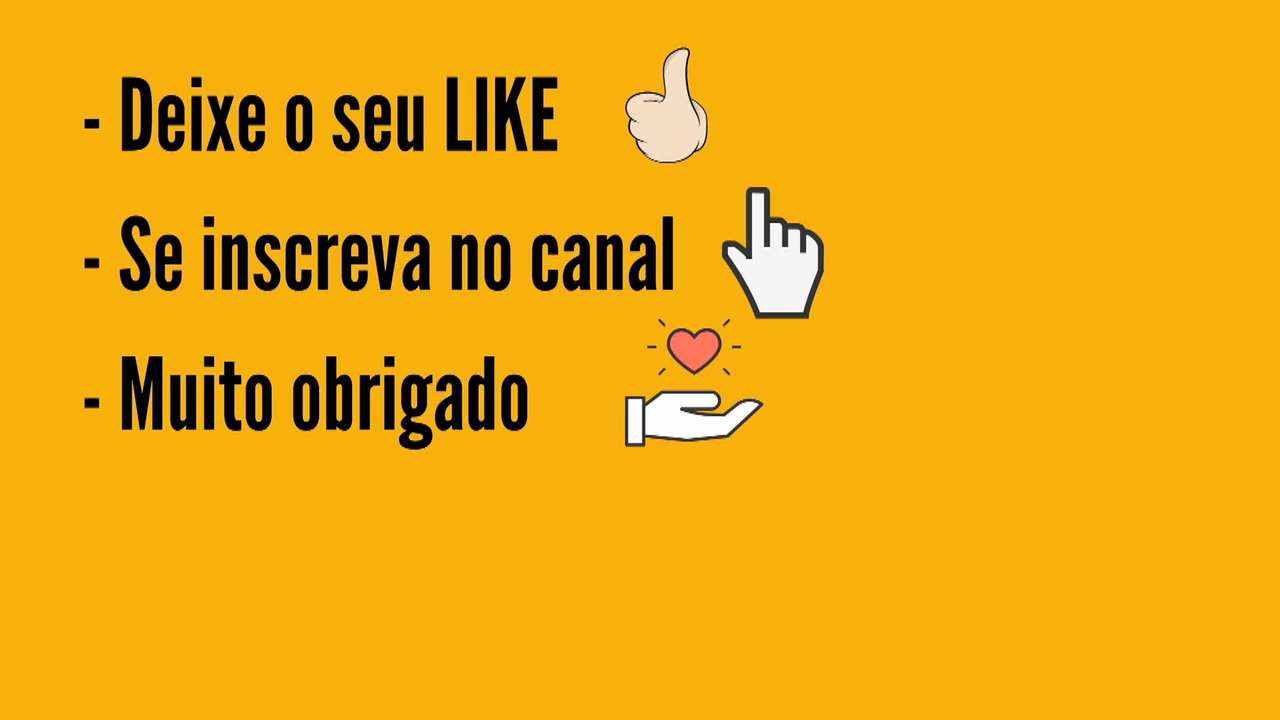 - Deixe o seu LIKE
- Se inscreva no canal
- Muito obrigado